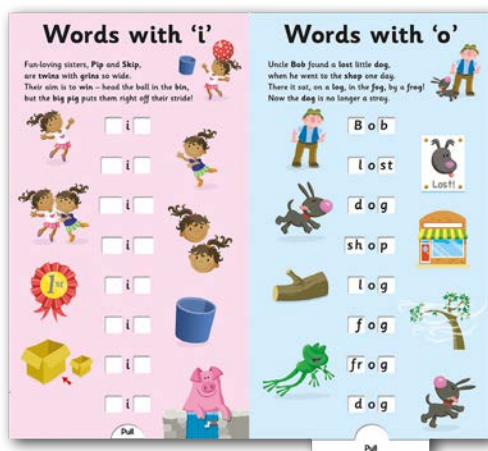 Words with ‘i’
Fun-loving sisters, Pip and Skip,
are twins with grins so wide.
Their aim is to win – head the ball in the bin,
but the big pig puts them right off their stride!
i
i
i
i
1st
i
i
i
i
Pull
Words with ‘o’
Uncle Bob found a lost little dog,
when he went to the shop one day.
There it sat, on a log, in the fog, by a frog!
Now the dog is no longer a stray.
Bob
lost
Lost!
dog
shop
log
fog
frog
dog
Pull